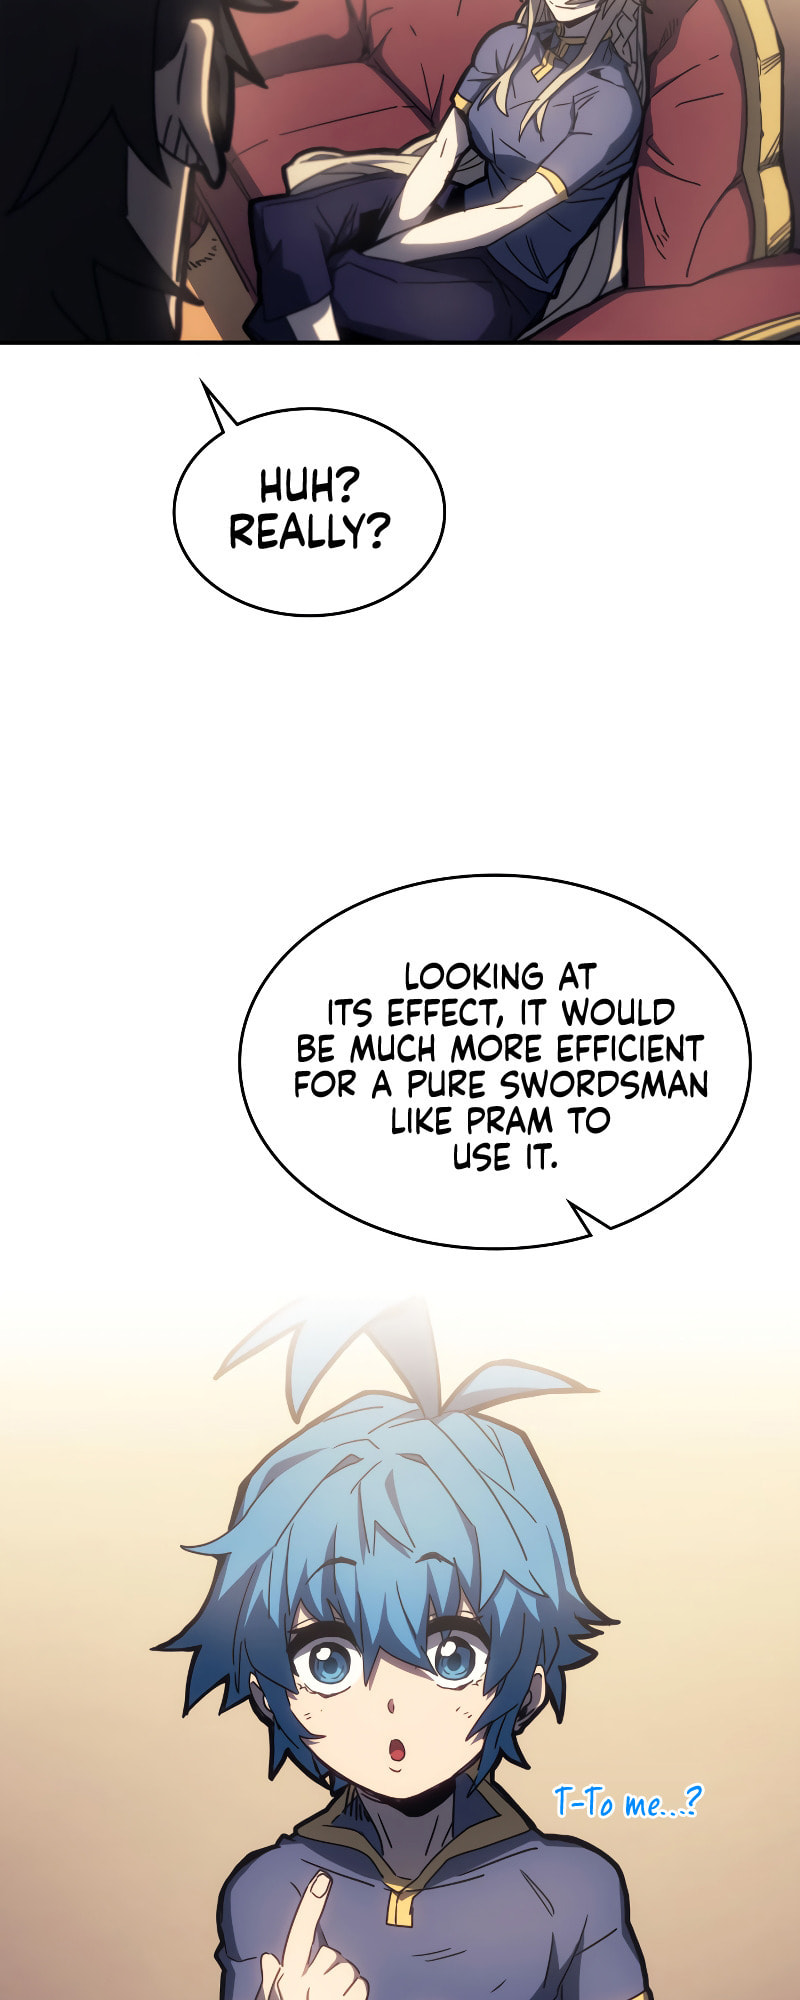 HUH?
REALLY?
LOOKING AT
ITS EFFECT, IT WOULD
BE MUCH MORE EFFICIENT
FOR A PURE SWORDSMAN
LIKE PRAM TO
USE IT.
T-To me...?